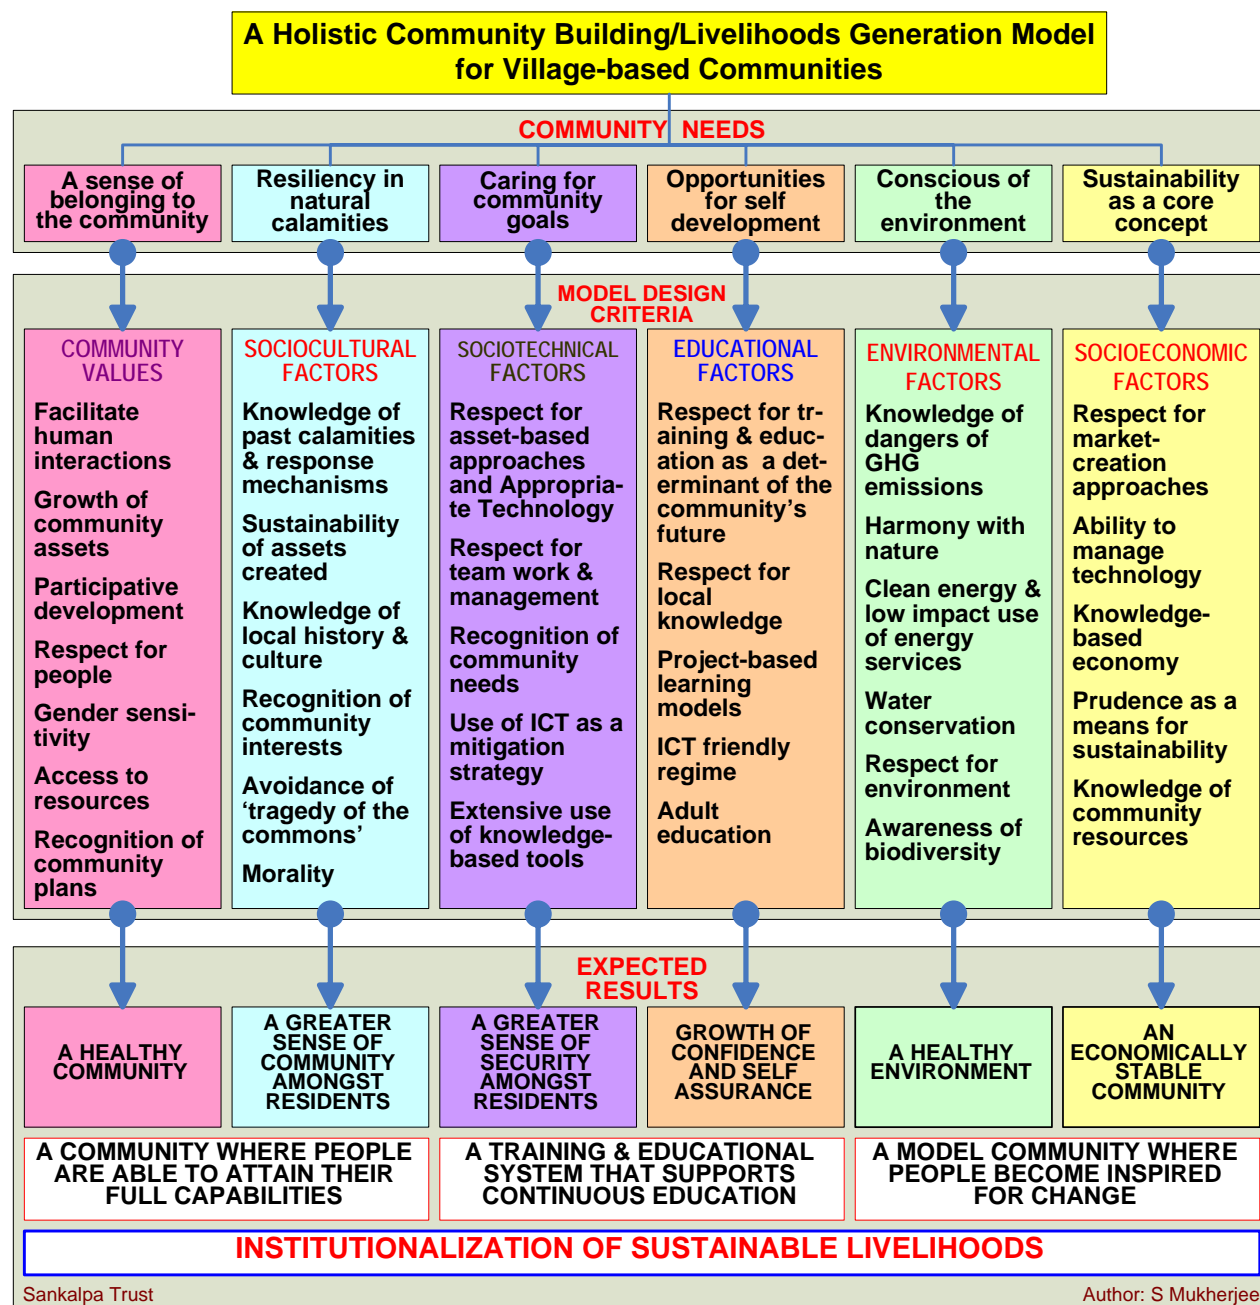 A Holistic Community Building/Livelihoods Generation Model
for Village-based Communities
COMMUNITY NEEDS
A sense of
belonging to
the community
Resiliency in
natural
calamities
Caring for
community
goals
Opportunities
for self
development
Conscious of
the
environment
Sustainability
as a core
concept
MODEL DESIGN
CRITERIA
COMMUNITY
VALUES
Facilitate
human
interactions
Growth of
community
assets
Participative
development
Respect for
people
Gender sensi-
tivity
Access to
resources
Recognition of
community
plans
SOCIOCULTURAL
FACTORS
Knowledge of
past calamities
& response
mechanisms
Sustainability
of assets
created
Knowledge of
local history &
culture
Recognition of
community
interests
Avoidance of
‘tragedy of the
commons’
Morality
SOCIOTECHNICAL
FACTORS
Respect for
asset-based
approaches
and Appropria-
te Technology
Respect for
team work &
management
Recognition of
community
needs
Use of ICT as a
mitigation
strategy
Extensive use
of knowledge-
based tools
EDUCATIONAL
FACTORS
Respect for tr-
aining & educ-
ation as a det-
erminant of the
community’s
future
Respect for
local
knowledge
Project-based
learning
models
ICT friendly
regime
Adult
education
ENVIRONMENTAL
FACTORS
Knowledge of
dangers of
GHG
emissions
Harmony with
nature
Clean energy &
low impact use
of energy
services
Water
conservation
Respect for
environment
Awareness of
biodiversity
SOCIOECONOMIC
FACTORS
Respect for
market-
creation
approaches
Ability to
manage
technology
Knowledge-
based
economy
Prudence as a
means for
sustainability
Knowledge of
community
resources
EXPECTED
RESULTS
A HEALTHY
COMMUNITY
A GREATER
SENSE OF
COMMUNITY
AMONGST
RESIDENTS
A GREATER
SENSE OF
SECURITY
AMONGST
RESIDENTS
GROWTH OF
CONFIDENCE
AND SELF
ASSURANCE
A HEALTHY
ENVIRONMENT
AN
ECONOMICALLY
STABLE
COMMUNITY
A COMMUNITY WHERE PEOPLE
ARE ABLE TO ATTAIN THEIR
FULL CAPABILITIES
A TRAINING & EDUCATIONAL
SYSTEM THAT SUPPORTS
CONTINUOUS EDUCATION
A MODEL COMMUNITY WHERE
PEOPLE BECOME INSPIRED
FOR CHANGE
INSTITUTIONALIZATION OF SUSTAINABLE LIVELIHOODS
Sankalpa Trust
Author: S Mukherjee